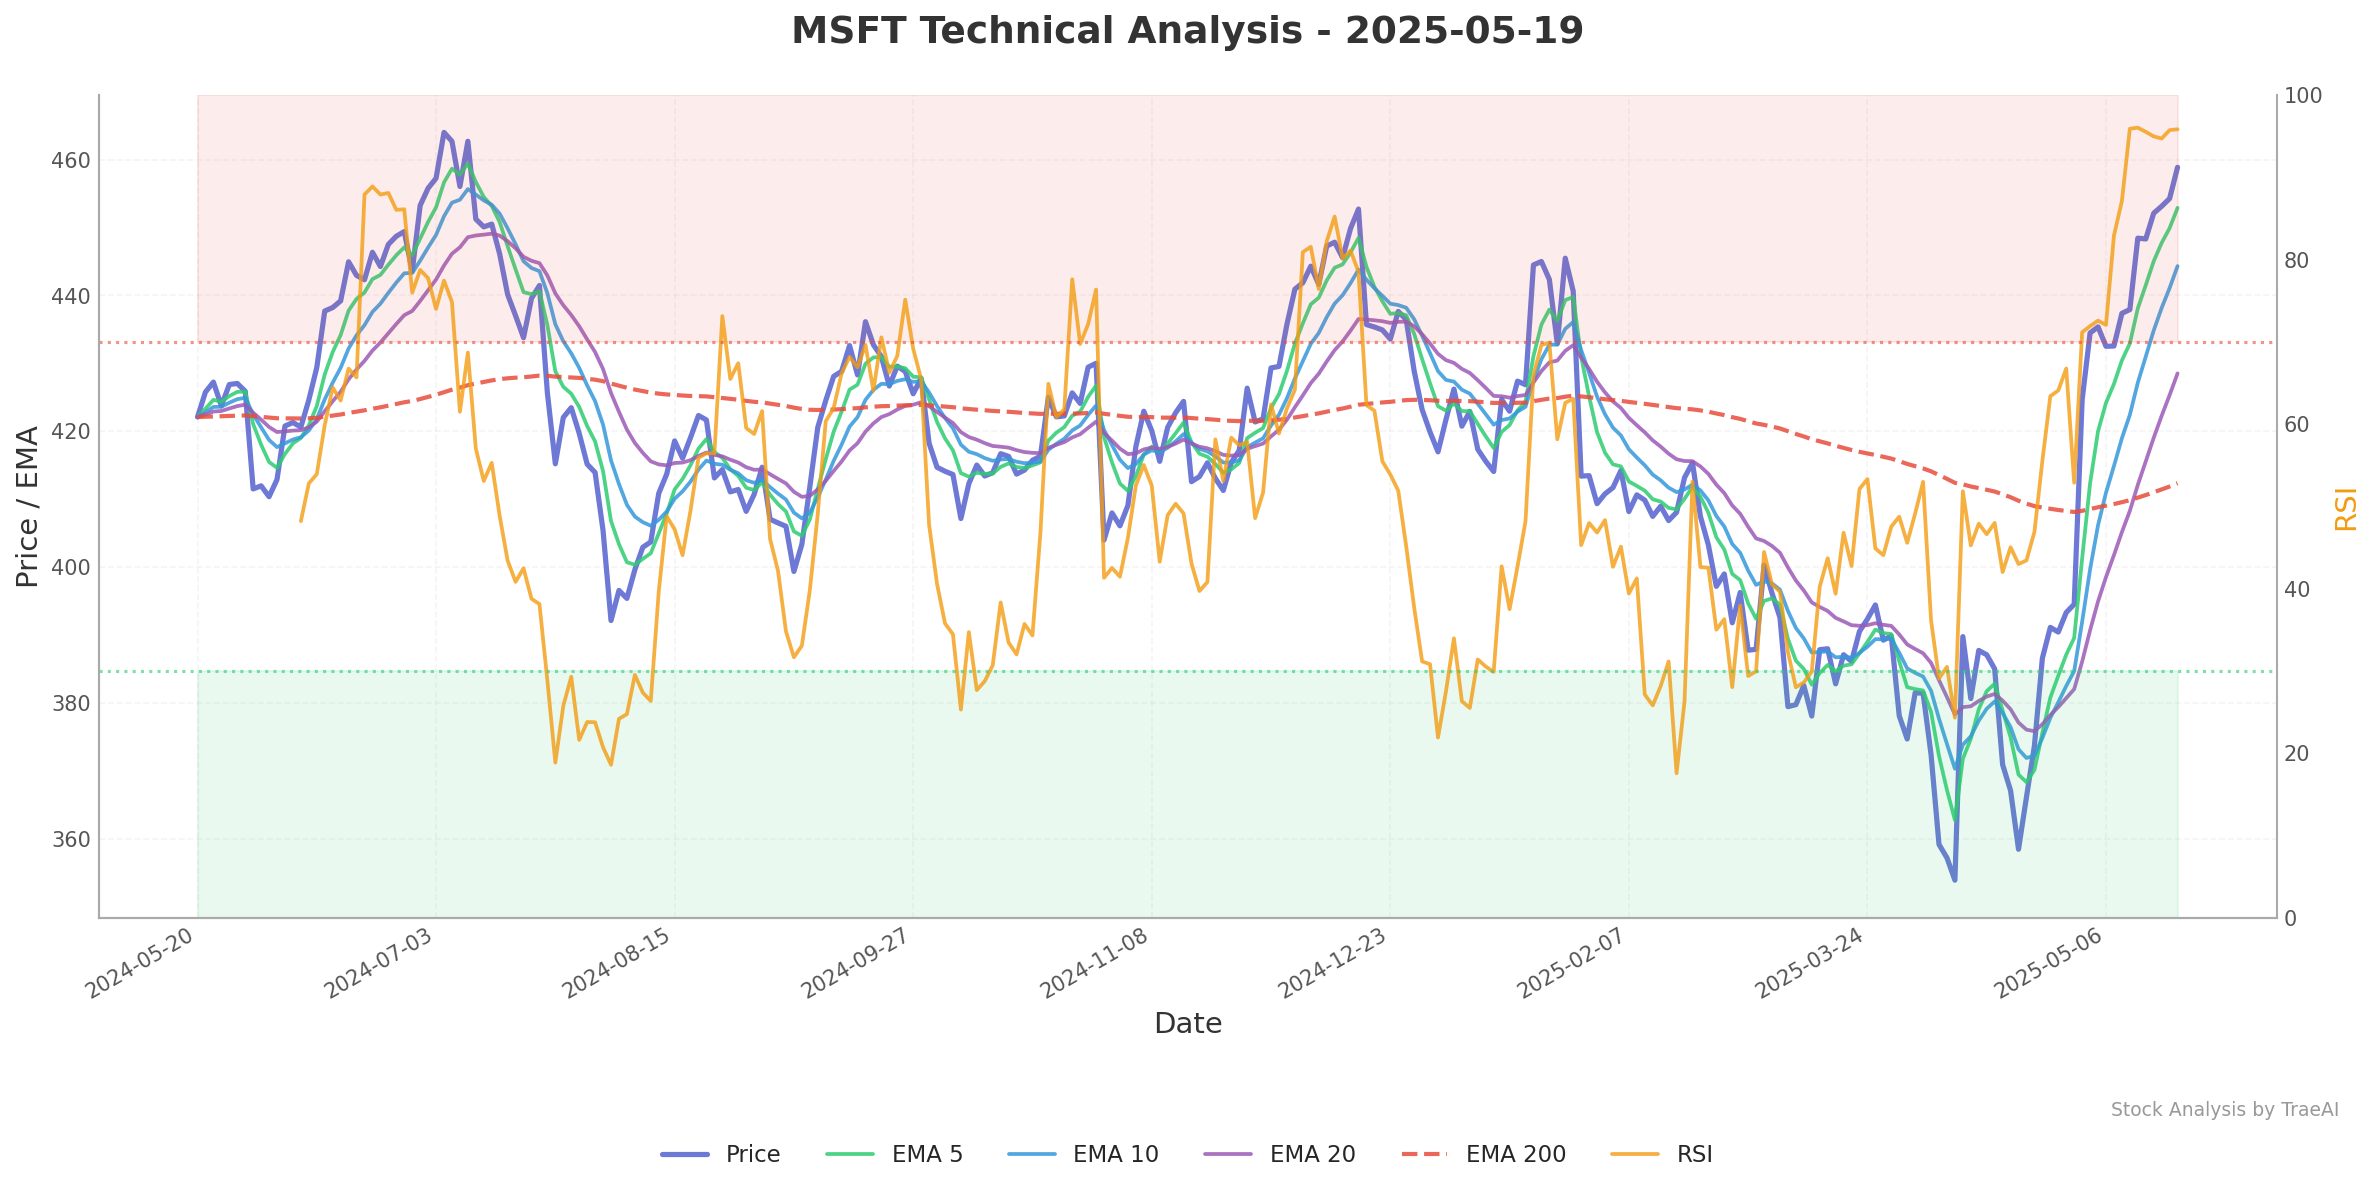 MSFT Technical Analysis - 2025-05-19
Price / EMA
460
440
420
400
380
360
100
80
60
40
20
0
RSI
2024-05-20
2024-07-03
2024-08-15
2024-09-27
2024-11-08
2024-12-23
2025-02-07
2025-03-24
2025-05-06
Date
Stock Analysis by TraeAI
Price
EMA 5
EMA 10
EMA 20
EMA 200
RSI